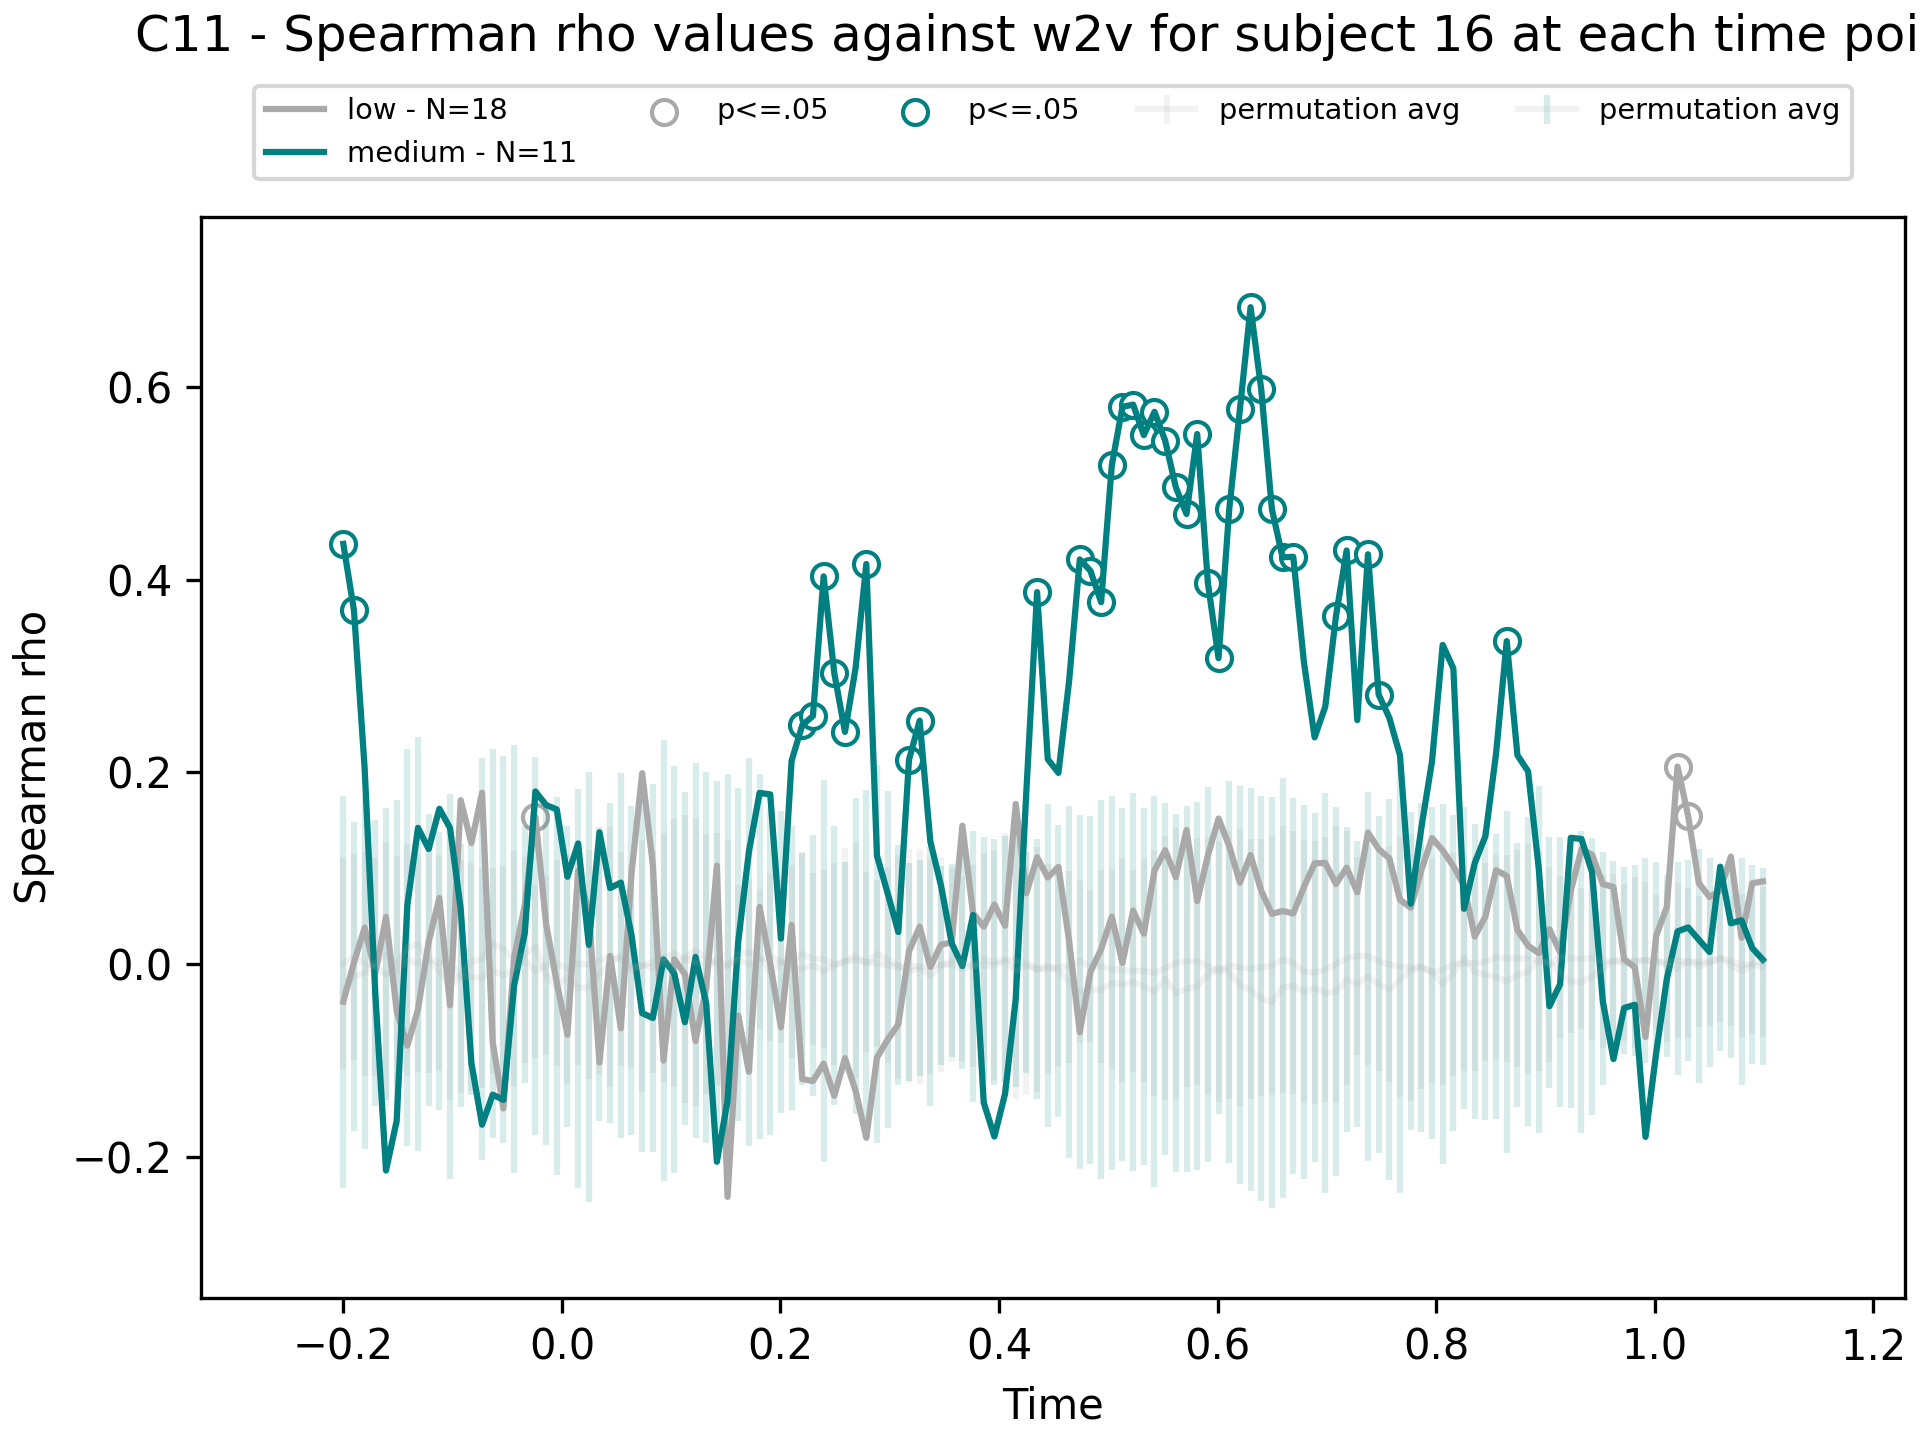 C11 - Spearman rho values against w2v for subject 16 at each time poi
low - N=18
medium - N=11
p<=.05
p<=.05
permutation avg
permutation avg
Spearman rho
0.6
0.4
0.2
0.0
−0.2
−0.2
0.0
0.2
0.4
0.6
0.8
1.0
1.2
Time